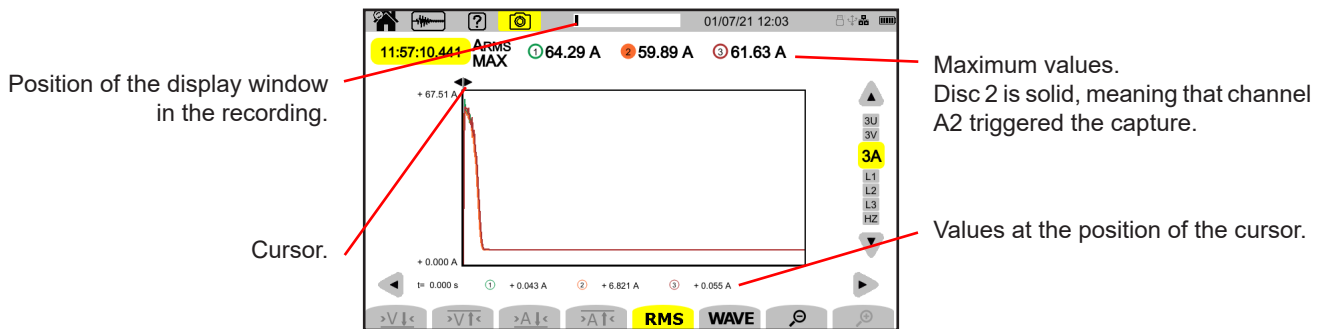 ? 01/07/21 12:03
11:57:10.441 ARMS MAX 1 64.29 A 2 59.89 A 3 61.63 A
Position of the display window
in the recording.
Maximum values.
Disc 2 is solid, meaning that channel
A2 triggered the capture.
+ 67.51 A
3U
3V
3A
L1
L2
L3
HZ
Values at the position of the cursor.
Cursor.
+ 0.000 A
t= 0.000 s 1 + 0.043 A 2 + 6.821 A 3 + 0.055 A
>V↓< >V↑< >A↓< >A↑< RMS WAVE